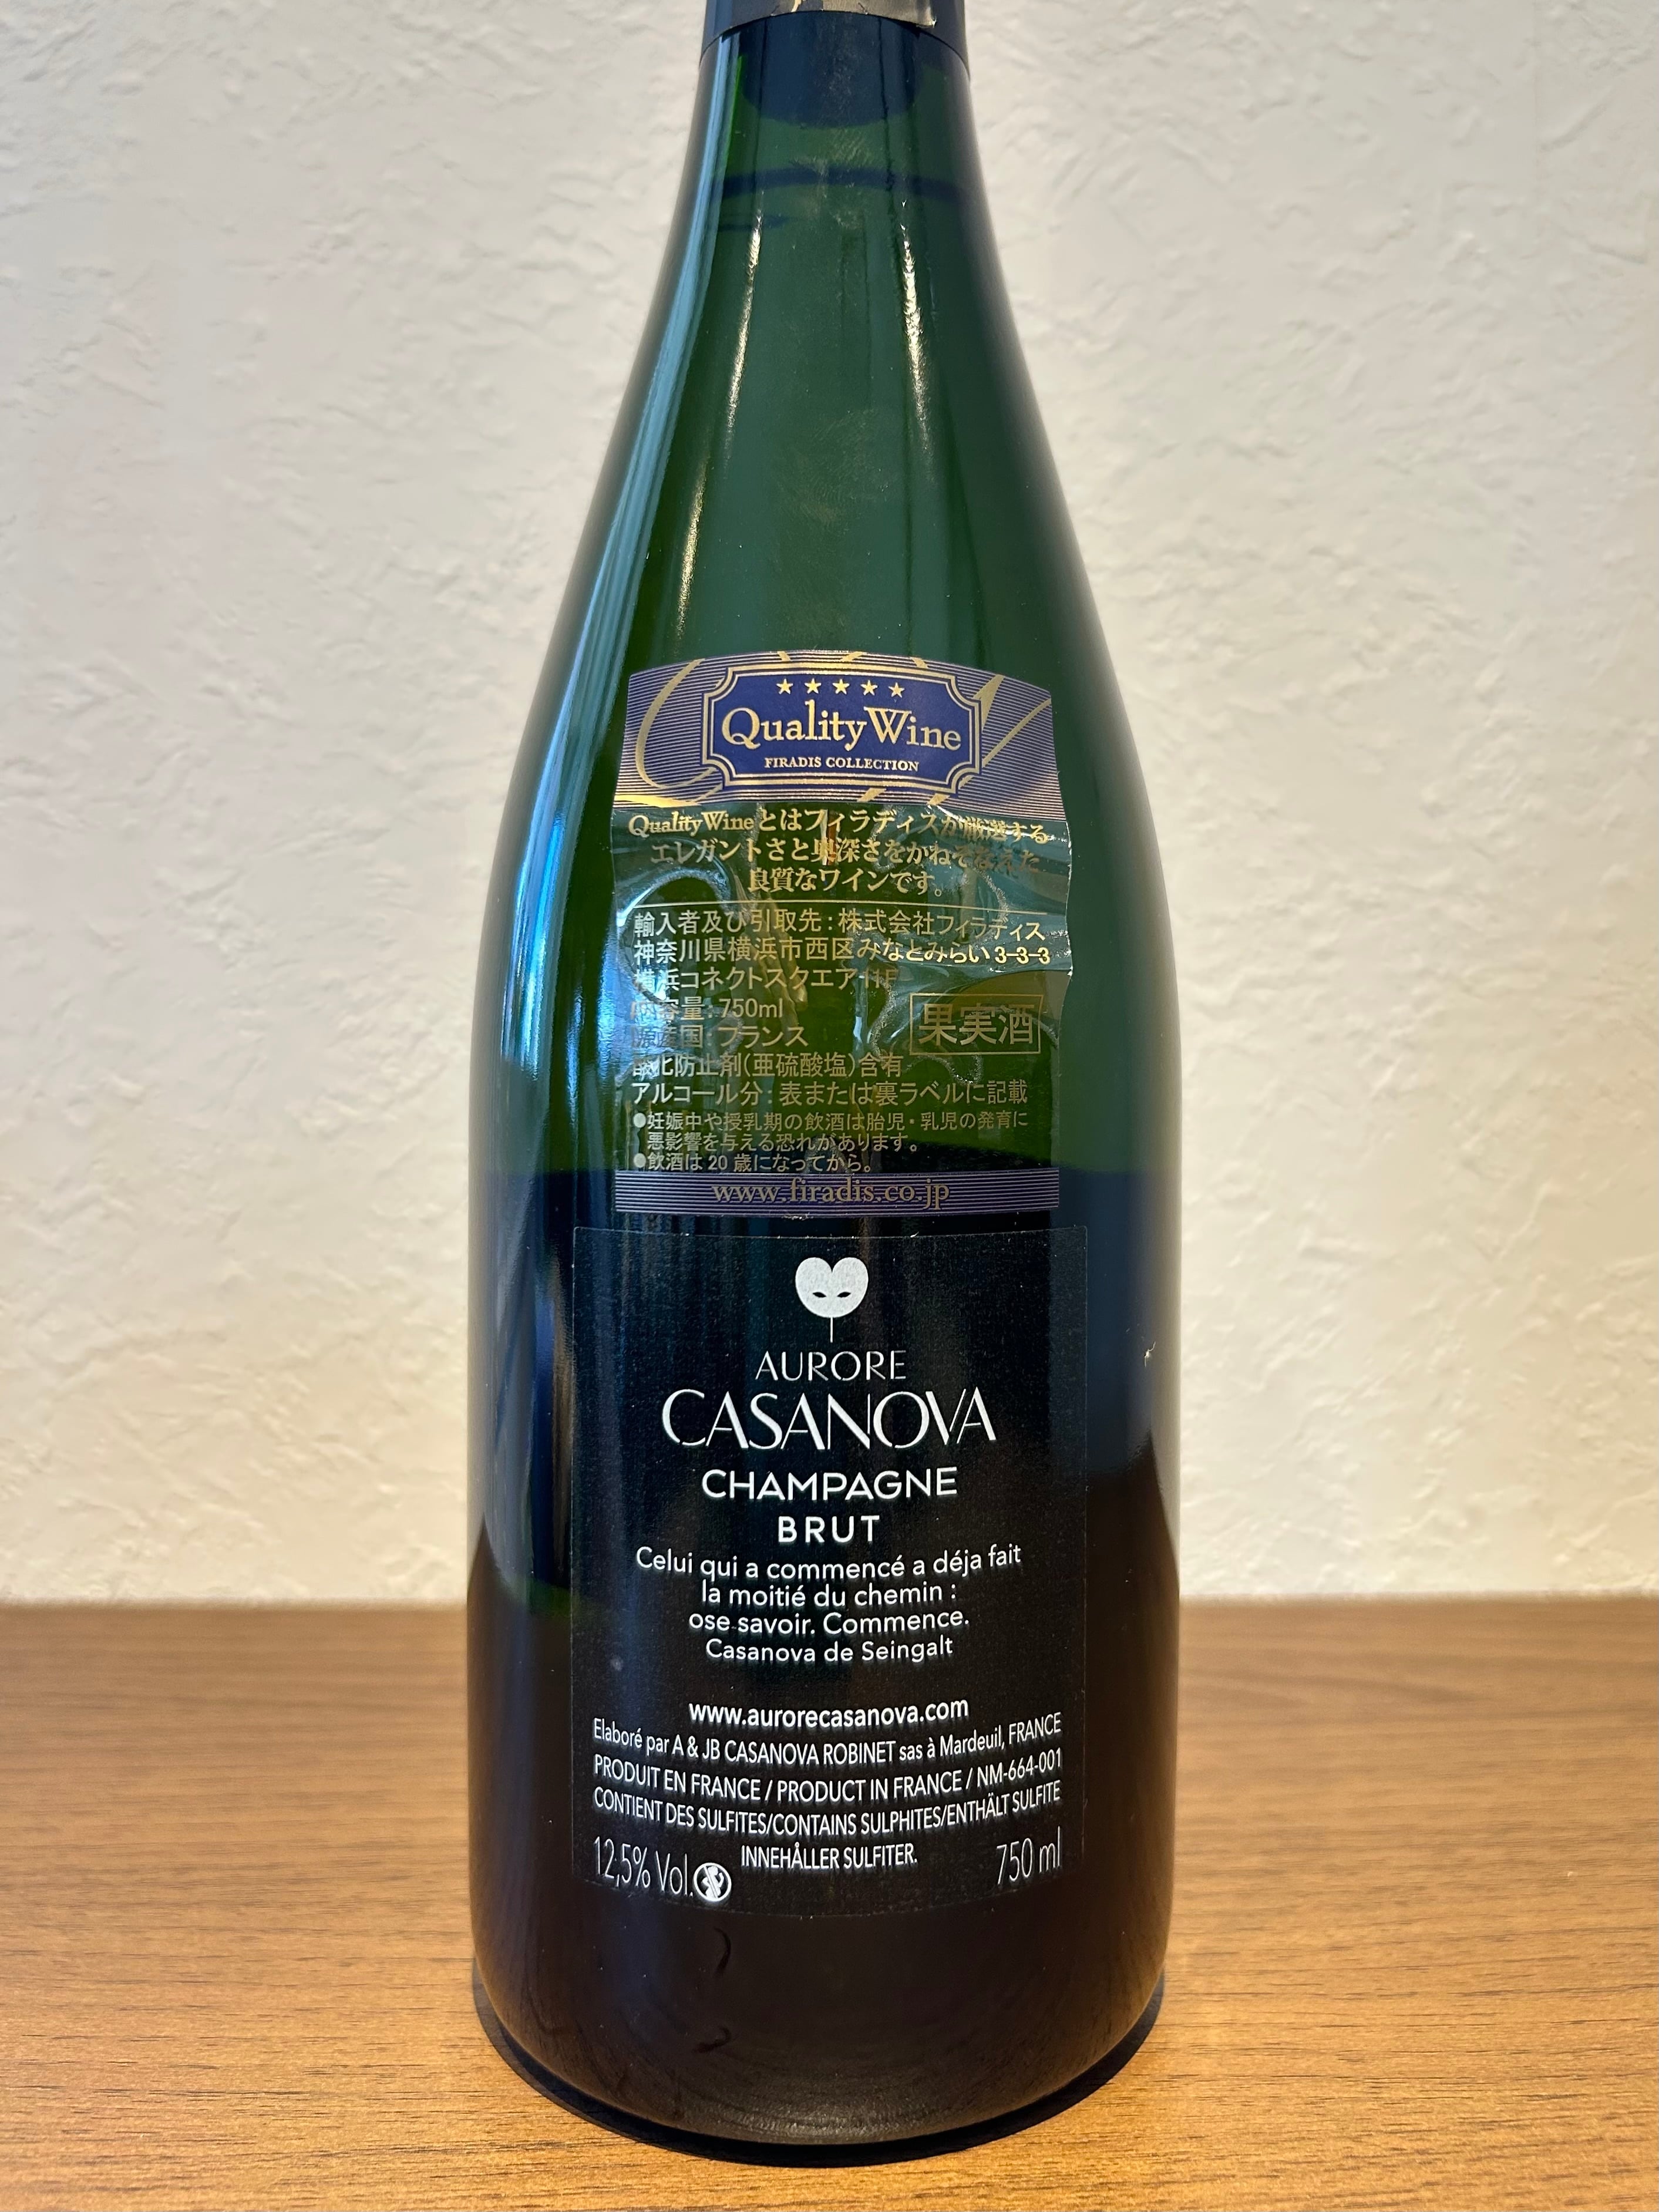 QualityWine
FIRADIS COLLECTION
QualityWineとはフィラディスが厳選する
エレガントさと奥深さをかねそなえた
良質なワインです。
輸入者及び引取先:株式会社フィラディス
神奈川県横浜市西区みなとみらい3-3-3
横浜コネクトスクエア11F
内容量:750ml
原産国:フランス
果実酒
酸化防止剤(亜硫酸塩)含有
アルコール分:表または裏ラベルに記載
●妊娠中や授乳期の飲酒は胎児・乳児の発育に
悪影響を与える恐れがあります。
●飲酒は20歳になってから。
www.firadis.co.jp
AURORE
CASANOVA
CHAMPAGNE
BRUT
Celui qui a commencé a déja fait
la moitié du chemin :
ose savoir. Commence.
Casanova de Seingalt
www.aurorecasanova.com
Elaboré par A & JB CASANOVA ROBINET sas à Mardeuil, FRANCE
PRODUIT EN FRANCE / PRODUCT IN FRANCE / NM-664-001
CONTIENT DES SULFITES/CONTAINS SULPHITES/ENTHÄLT SULFITE
INNEHÅLLER SULFITER.
12,5% Vol.
750 ml